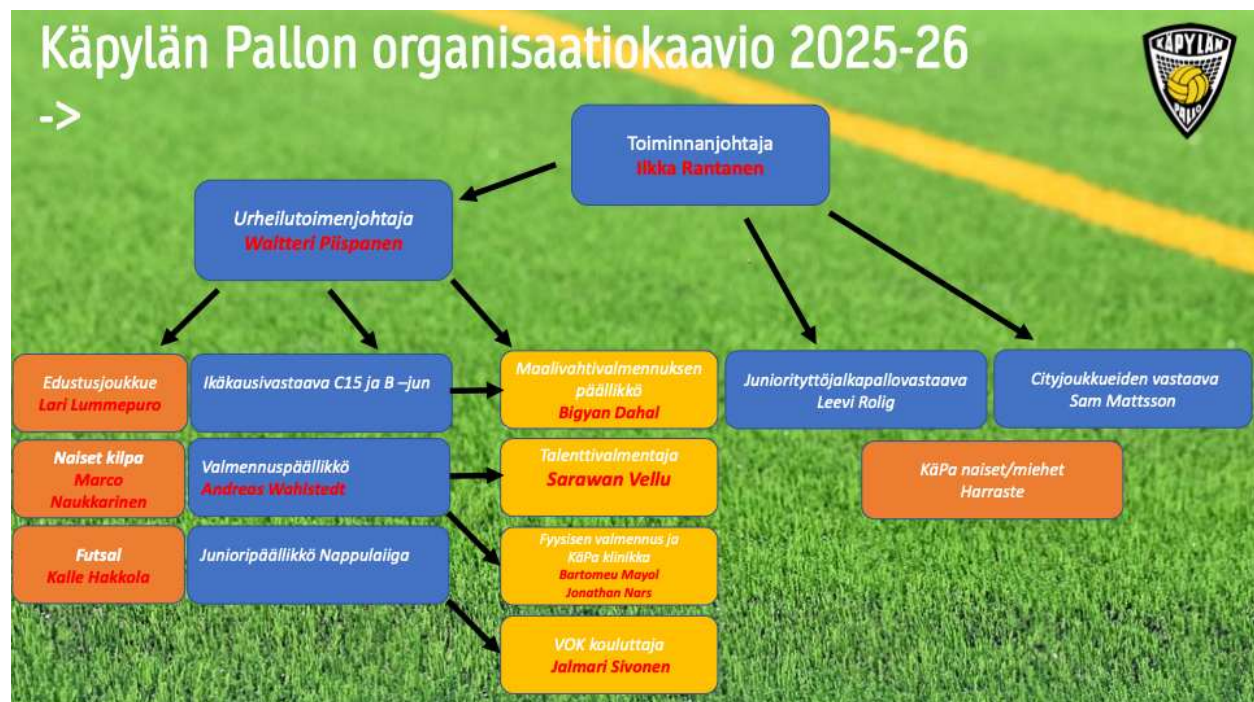 Käpylän Pallon organisaatiokaavio 2025-26
->
KÄPYLÄN
PALLO
Toiminnanjohtaja
Ilkka Rantanen
Urheilutoimenjohtaja
Waltteri Piispanen
Edustusjoukkue
Lari Lummepuro
Ikäkausivastaava C15 ja B –jun
Maalivahtivalmennuksen
päällikkö
Bigyan Dahal
Juniorityttöjalkapallovastaava
Leevi Rolig
Cityjoukkueiden vastaava
Sam Mattsson
Naiset kilpa
Marco
Naukkarinen
Valmennuspäällikkö
Andreas Wahlstedt
Talenttivalmentaja
Sarawan Vellu
KäPa naiset/miehet
Harraste
Futsal
Kalle Hakkola
Junioripäällikkö Nappulaiiga
Fyysisen valmennus ja
KäPa klinikka
Bartomeu Mayol
Jonathan Nars
VOK kouluttaja
Jalmari Sivonen